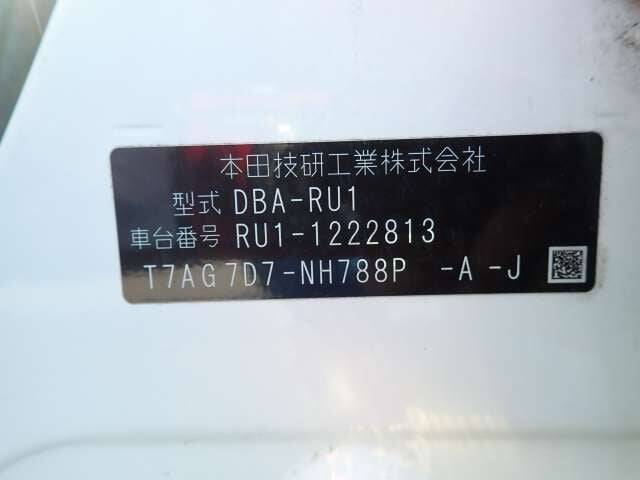 本田技研工業株式会社
型式 DBA-RU1
車台番号 RU1-1222813
T7AG7D7-NH788P -A-J